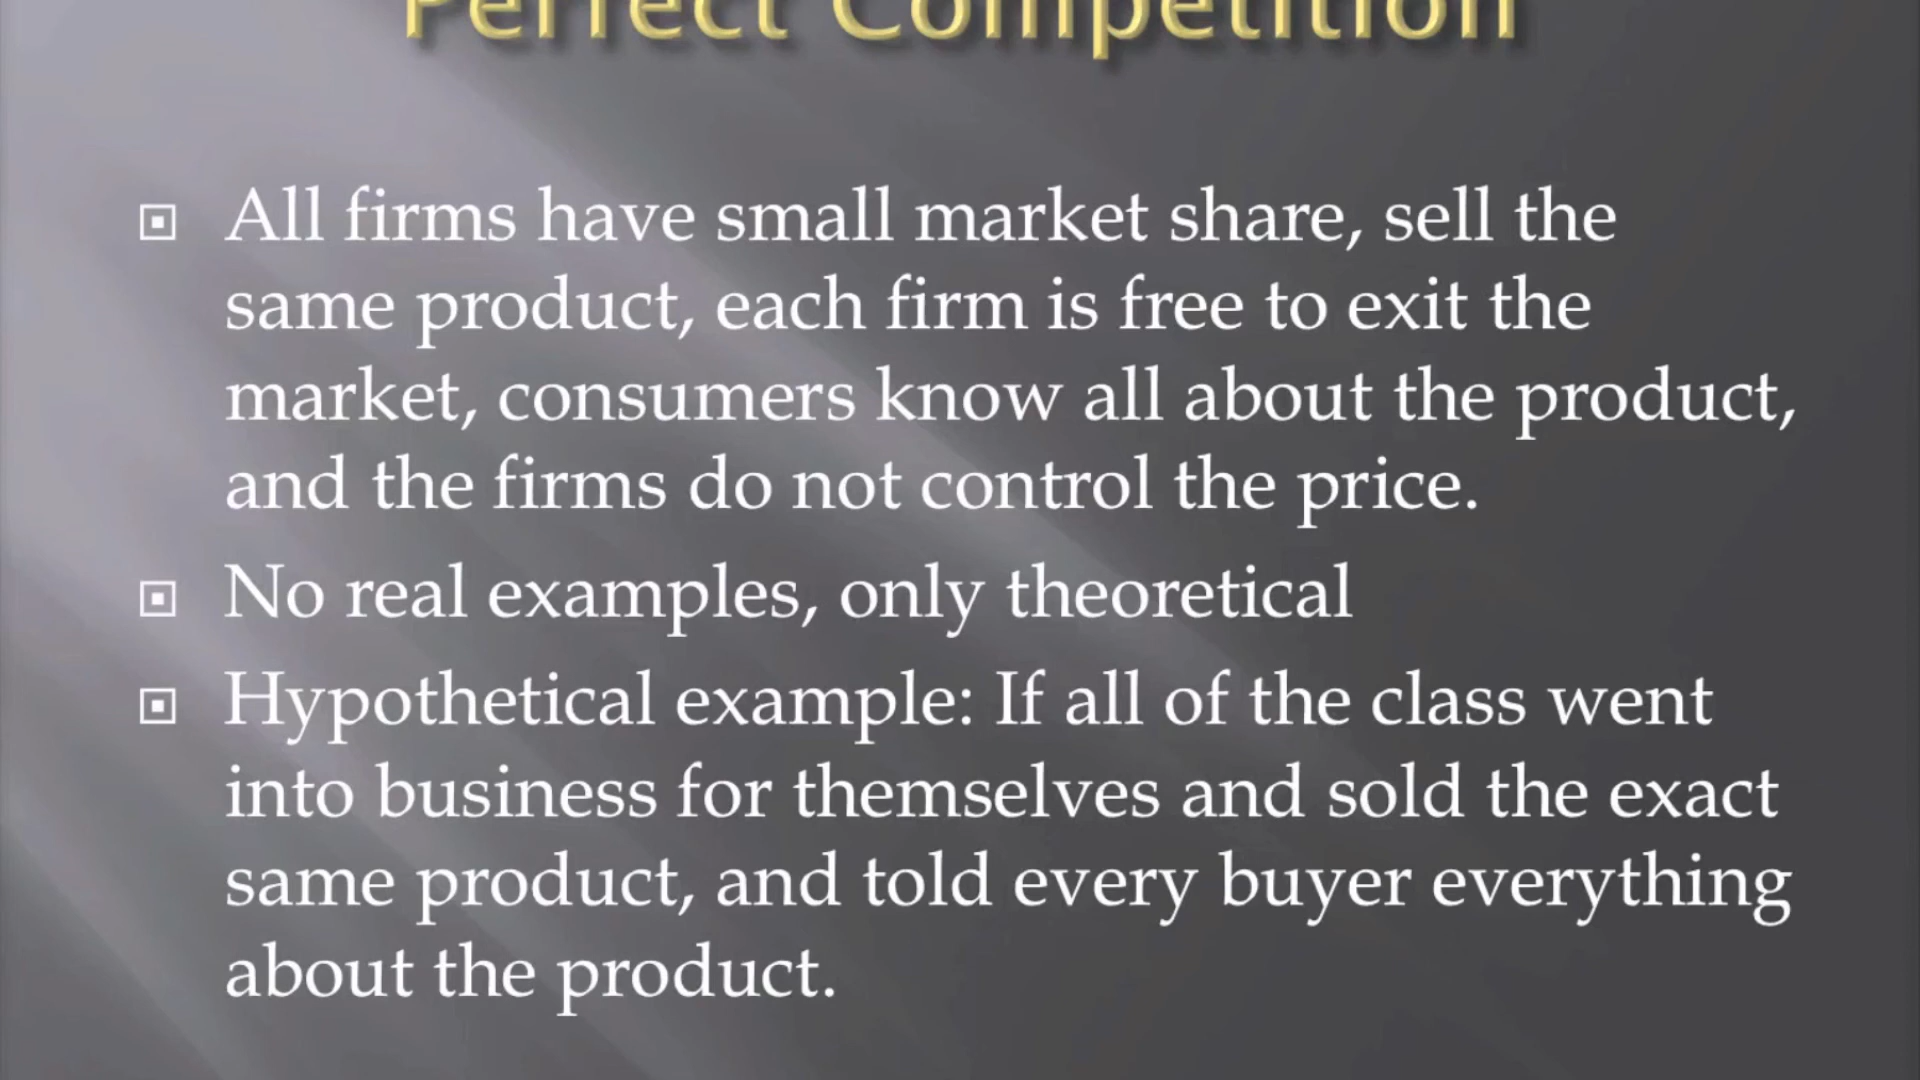 Perfect Competition
All firms have small market share, sell the
same product, each firm is free to exit the
market, consumers know all about the product,
and the firms do not control the price.
No real examples, only theoretical
Hypothetical example: If all of the class went
into business for themselves and sold the exact
same product, and told every buyer everything
about the product.